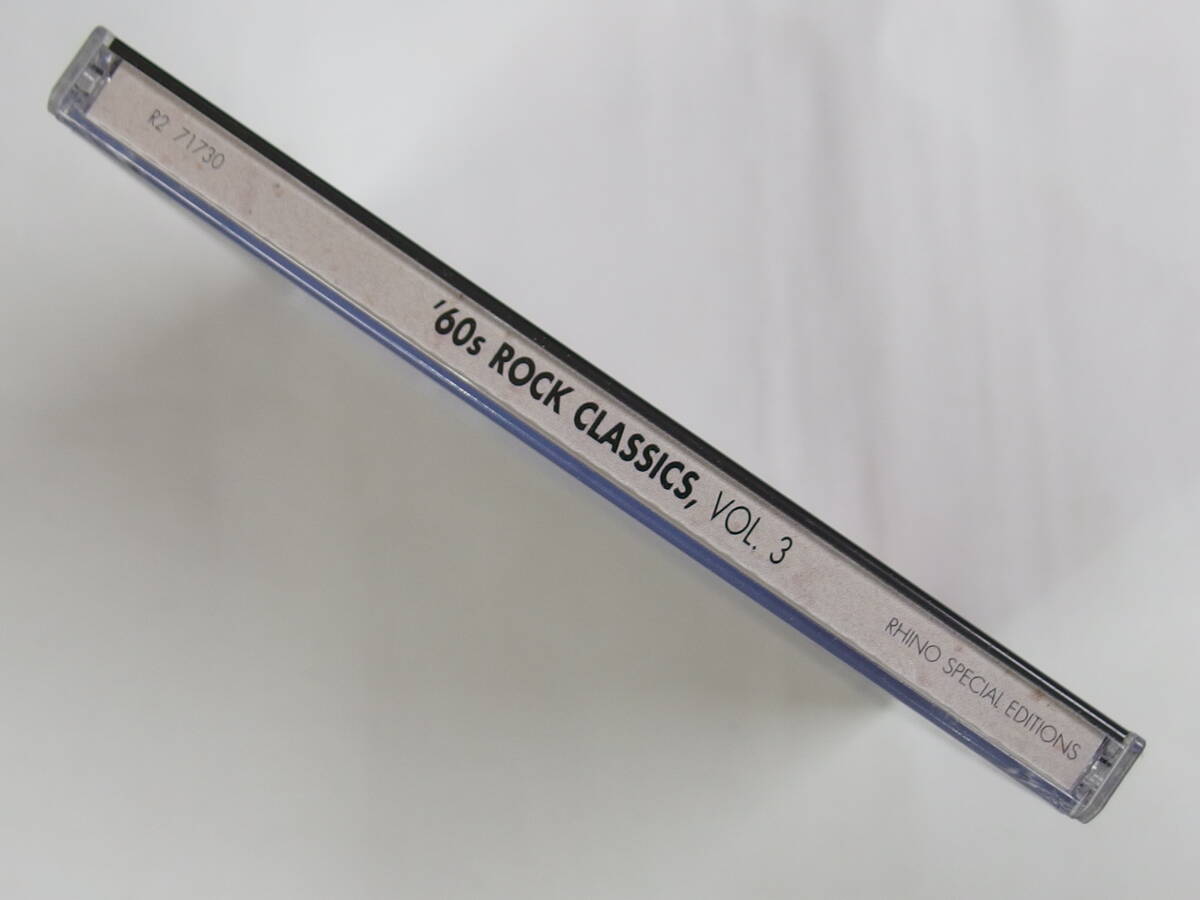 R2 71730
'60s ROCK CLASSICS, VOL. 3
RHINO SPECIAL EDITIONS